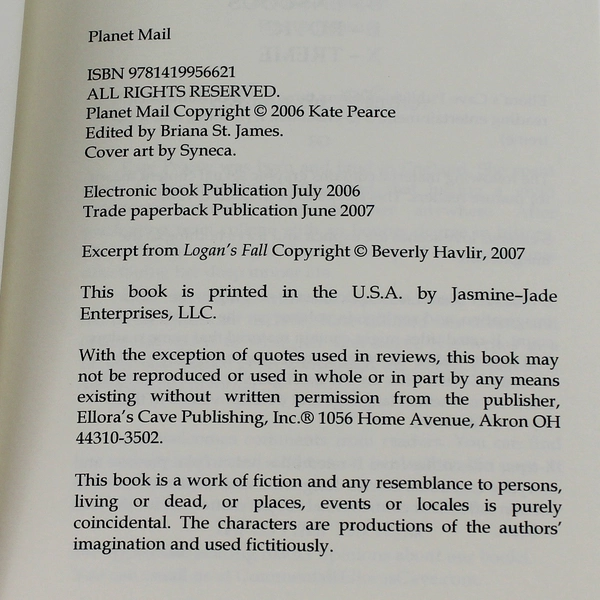 Planet Mail
ISBN 9781419956621
ALL RIGHTS RESERVED.
Planet Mail Copyright © 2006 Kate Pearce
Edited by Briana St. James.
Cover art by Syneca.
Electronic book Publication July 2006
Trade paperback Publication June 2007
Excerpt from Logan's Fall Copyright © Beverly Havlir, 2007
This book is printed in the U.S.A. by Jasmine–Jade
Enterprises, LLC.
With the exception of quotes used in reviews, this book may
not be reproduced or used in whole or in part by any means
existing without written permission from the publisher,
Ellora's Cave Publishing, Inc.® 1056 Home Avenue, Akron OH
44310-3502.
This book is a work of fiction and any resemblance to persons,
living or dead, or places, events or locales is purely
coincidental. The characters are productions of the authors'
imagination and used fictitiously.